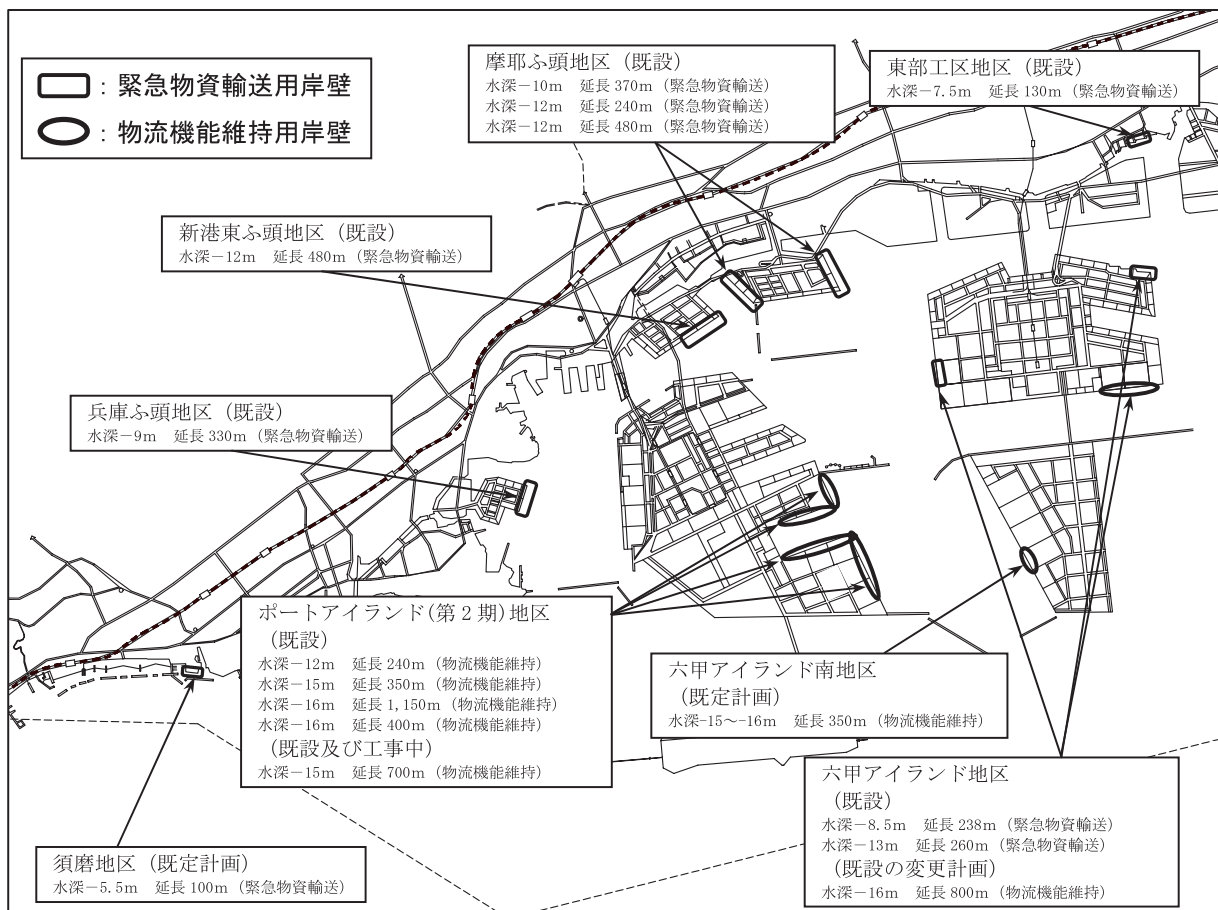 ：緊急物資輸送用岸壁
：物流機能維持用岸壁
摩耶ふ頭地区（既設）
水深－10m　延長 370m（緊急物資輸送）
水深－12m　延長 240m（緊急物資輸送）
水深－12m　延長 480m（緊急物資輸送）
東部工区地区（既設）
水深－7.5m　延長 130m（緊急物資輸送）
新港東ふ頭地区（既設）
水深－12m　延長 480m（緊急物資輸送）
兵庫ふ頭地区（既設）
水深－9m　延長 330m（緊急物資輸送）
ポートアイランド(第２期)地区
（既設）
水深－12m　延長 240m（物流機能維持）
水深－15m　延長 350m（物流機能維持）
水深－16m　延長 1,150m（物流機能維持）
水深－16m　延長 400m（物流機能維持）
（既設及び工事中）
水深－15m　延長 700m（物流機能維持）
六甲アイランド南地区
（既定計画）
水深-15～-16m　延長 350m（物流機能維持）
六甲アイランド地区
（既設）
水深－8.5m　延長 238m（緊急物資輸送）
水深－13m　延長 260m（緊急物資輸送）
（既設の変更計画）
水深－16m　延長 800m（物流機能維持）
須磨地区（既定計画）
水深－5.5m　延長 100m（緊急物資輸送）